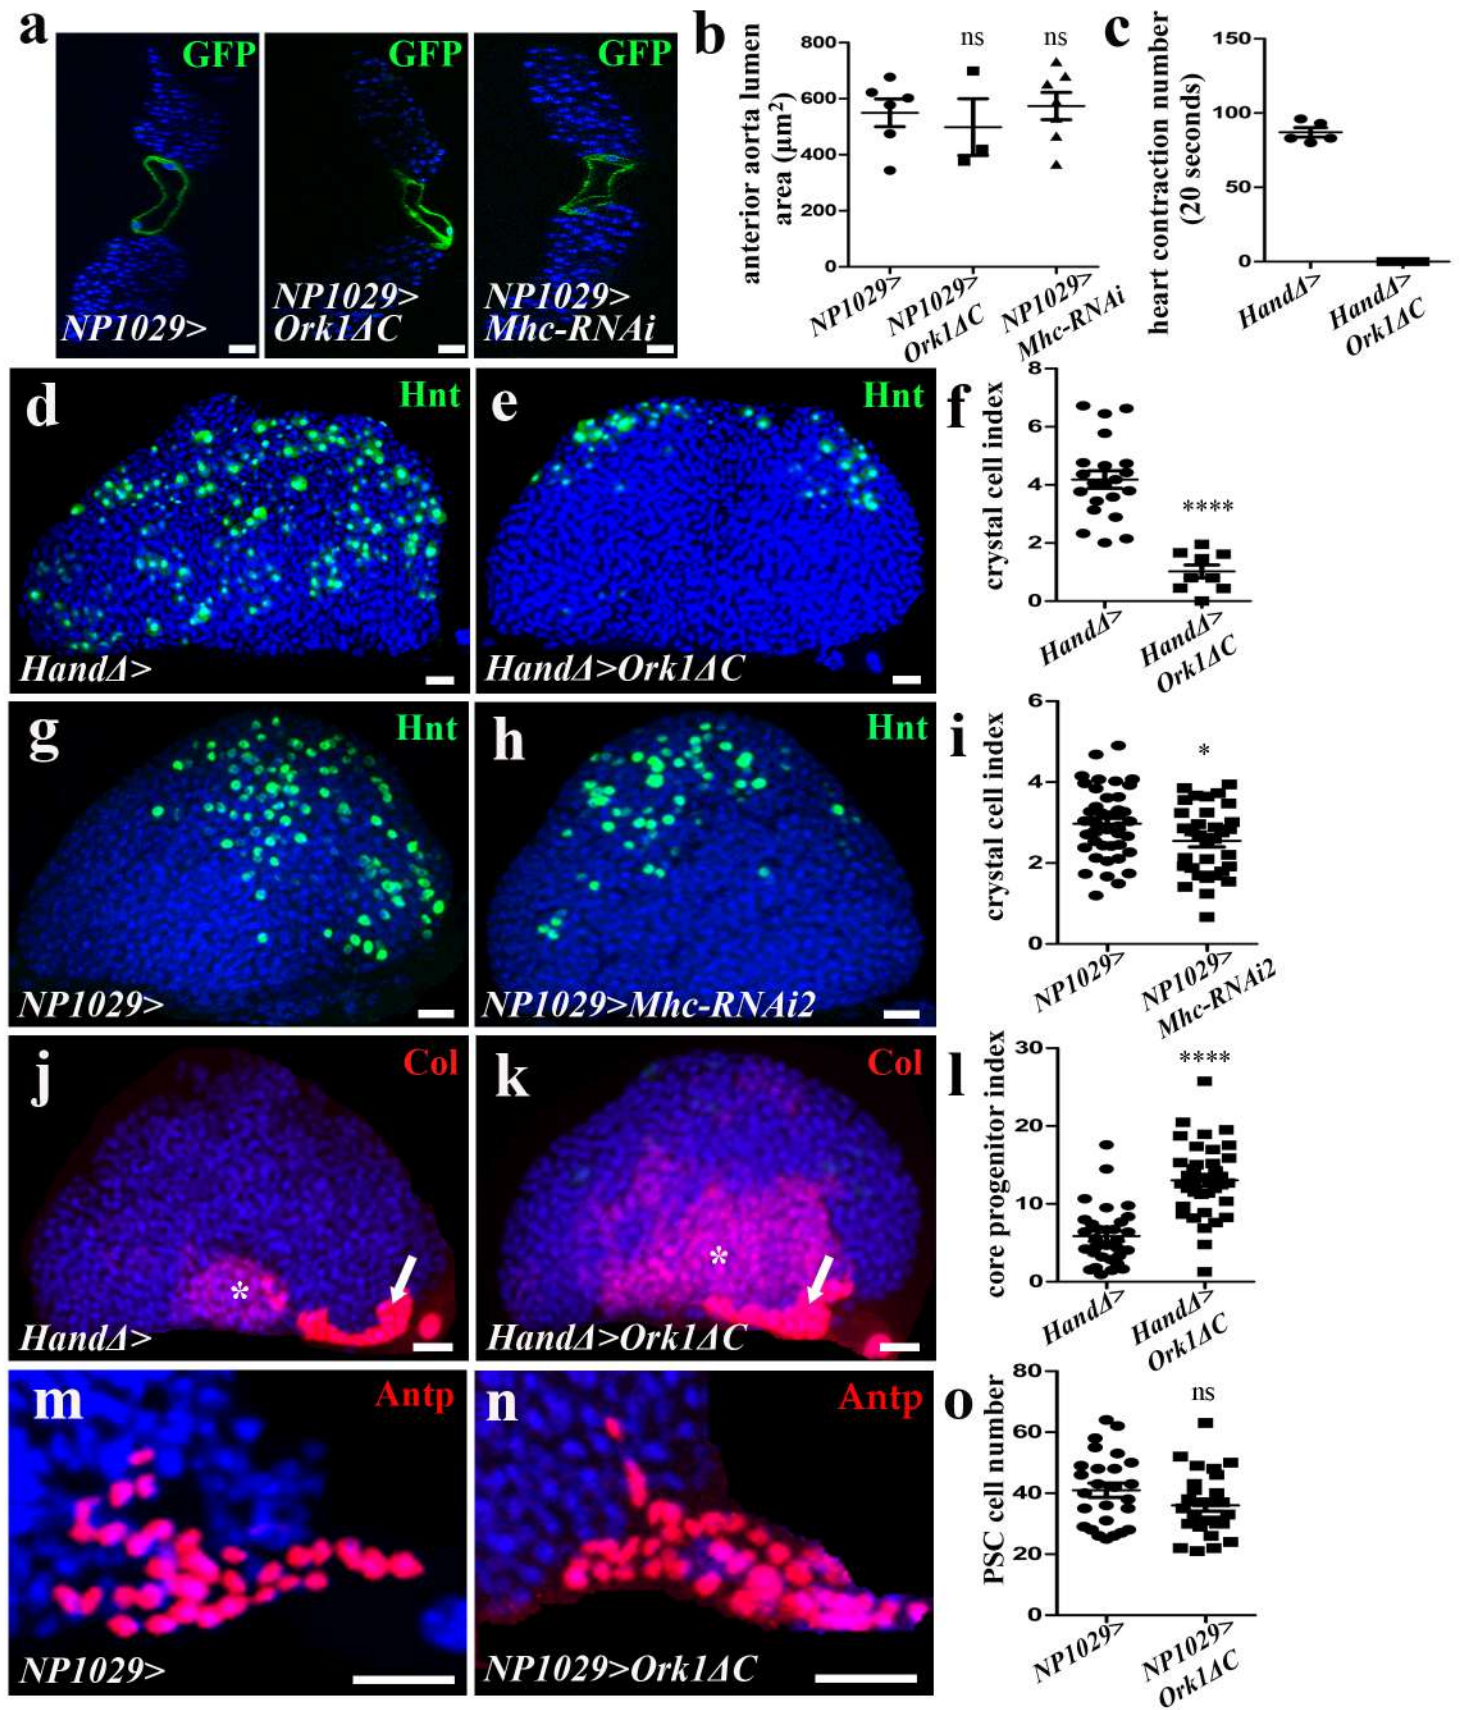 a
GFP
NP1029>
GFP
NP1029>
Ork1ΔC
GFP
NP1029>
Mhc-RNAi
b
anterior aorta lumen
area (µm²)
800
600
400
200
0
ns
ns
NP1029>
NP1029>
Ork1ΔC
NP1029>
Mhc-RNAi
c
heart contraction number
(20 seconds)
150
100
50
0
HandΔ>
HandΔ>
Ork1ΔC
d
Hnt
HandΔ>
e
Hnt
HandΔ>Ork1ΔC
f
crystal cell index
8
6
4
2
0
****
HandΔ>
HandΔ>
Ork1ΔC
g
Hnt
NP1029>
h
Hnt
NP1029>Mhc-RNAi2
i
crystal cell index
6
4
2
0
*
NP1029>
NP1029>
Mhc-RNAi2
j
Col
*
HandΔ>
k
Col
*
HandΔ>Ork1ΔC
l
core progenitor index
30
20
10
0
****
HandΔ>
HandΔ>
Ork1ΔC
m
Antp
NP1029>
n
Antp
NP1029>Ork1ΔC
o
PSC cell number
80
60
40
20
0
ns
NP1029>
NP1029>
Ork1ΔC